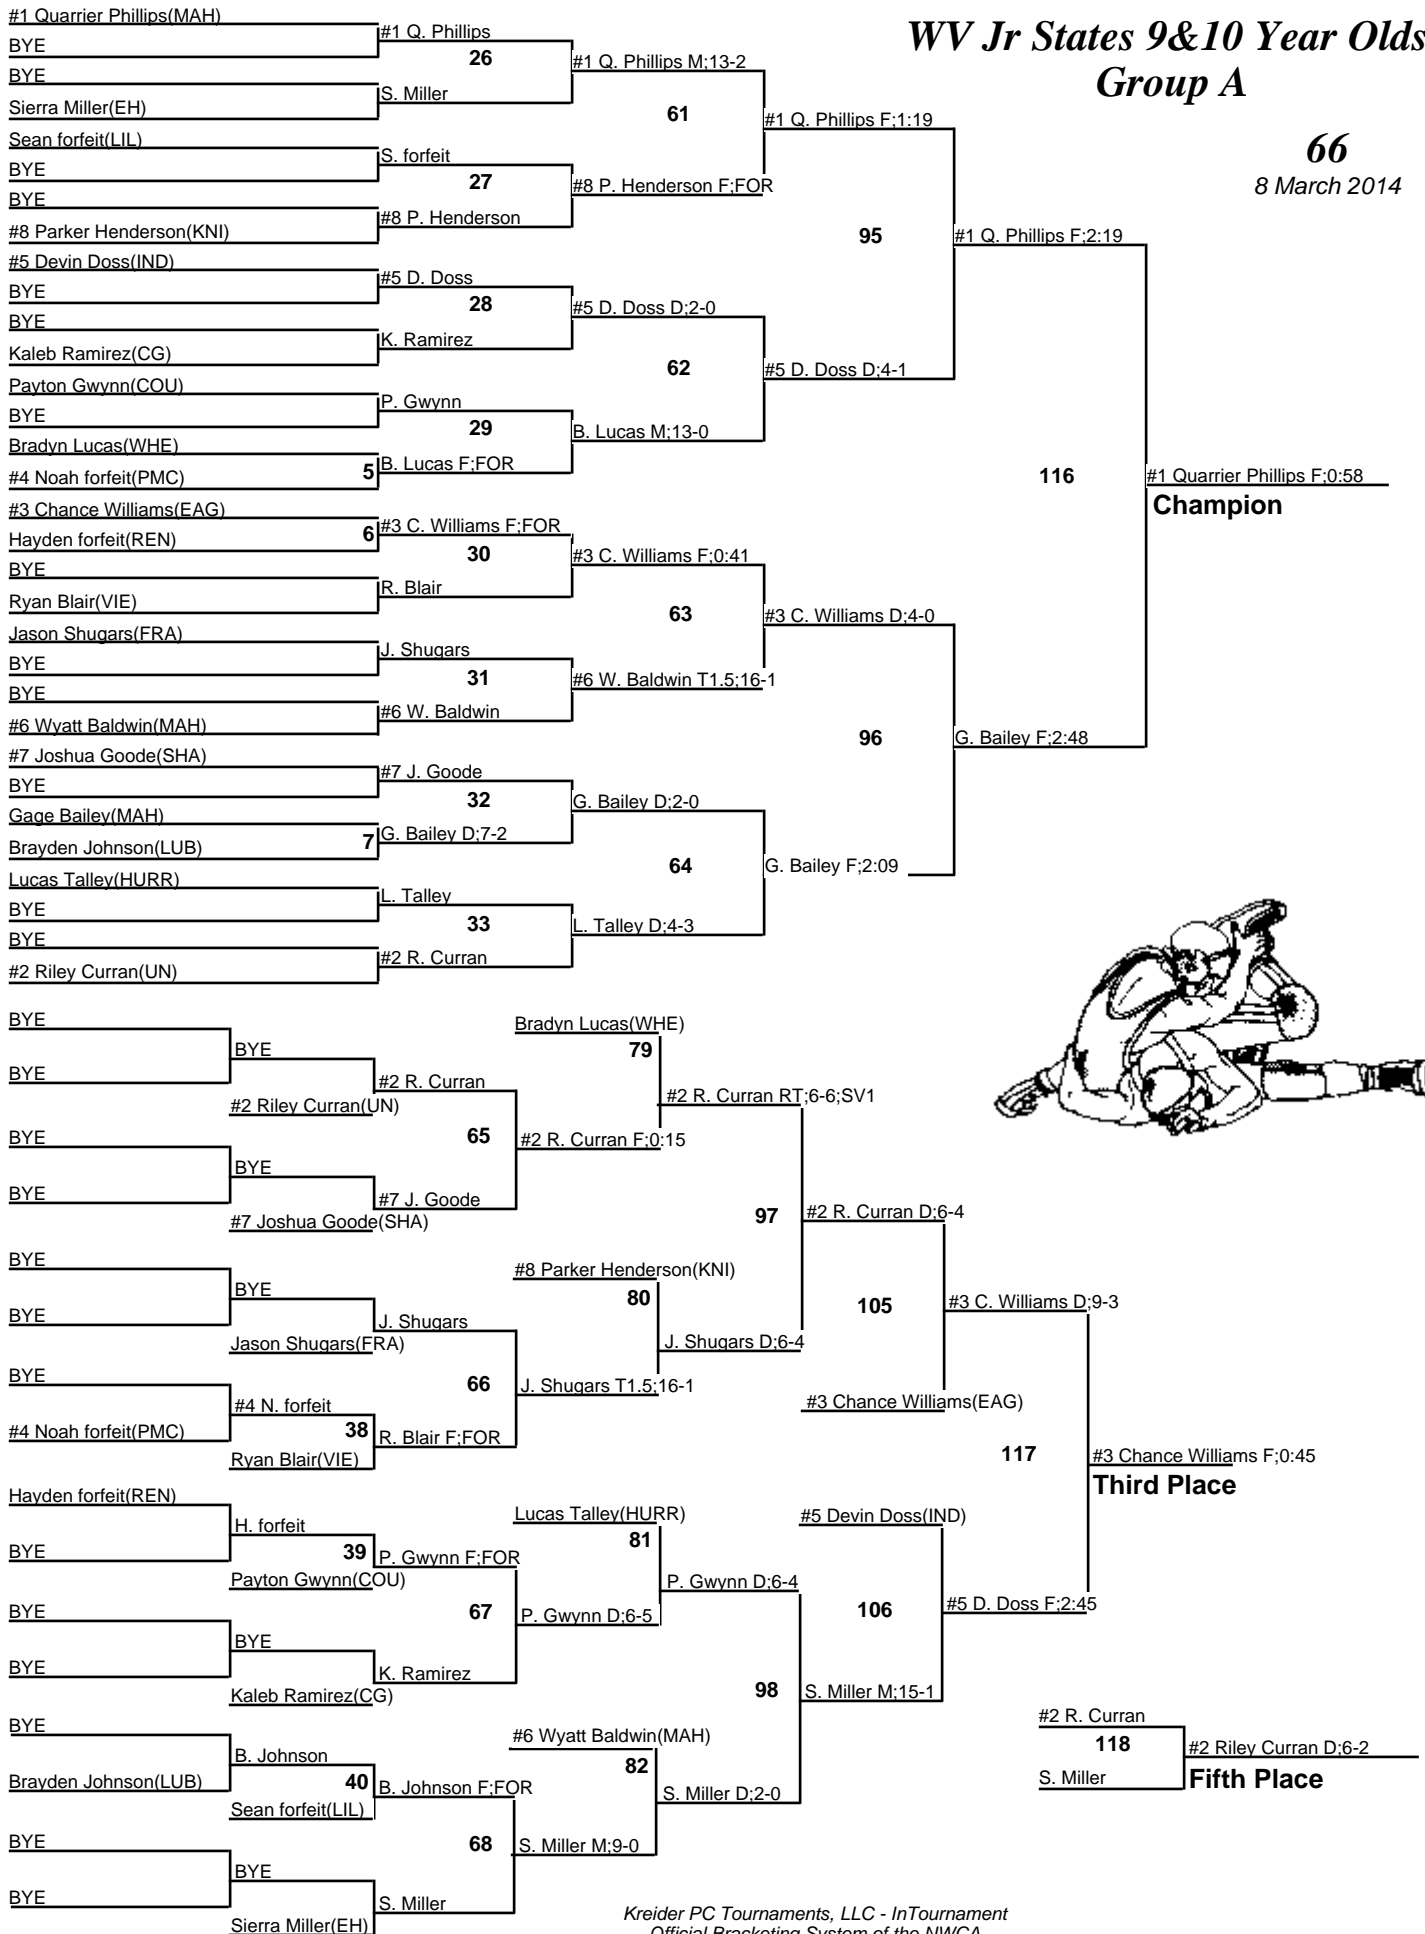 WV Jr States 9&10 Year Olds
Group A
66
8 March 2014
#1 Quarrier Phillips(MAH)
BYE
BYE
Sierra Miller(EH)
Sean forfeit(LIL)
BYE
BYE
#8 Parker Henderson(KNI)
#5 Devin Doss(IND)
BYE
BYE
Kaleb Ramirez(CG)
Payton Gwynn(COU)
BYE
Bradyn Lucas(WHE)
#4 Noah forfeit(PMC)
#3 Chance Williams(EAG)
Hayden forfeit(REN)
BYE
Ryan Blair(VIE)
Jason Shugars(FRA)
BYE
BYE
#6 Wyatt Baldwin(MAH)
#7 Joshua Goode(SHA)
BYE
Gage Bailey(MAH)
Brayden Johnson(LUB)
Lucas Talley(HURR)
BYE
BYE
#2 Riley Curran(UN)
5
6
7
#1 Q. Phillips
26
S. Miller
S. forfeit
27
#8 P. Henderson
#5 D. Doss
28
K. Ramirez
P. Gwynn
29
B. Lucas F;FOR
#3 C. Williams F;FOR
30
R. Blair
J. Shugars
31
#6 W. Baldwin
#7 J. Goode
32
G. Bailey D;7-2
L. Talley
33
#2 R. Curran
#1 Q. Phillips M;13-2
61
#8 P. Henderson F;FOR
#5 D. Doss D;2-0
62
B. Lucas M;13-0
#3 C. Williams F;0:41
63
#6 W. Baldwin T1.5;16-1
G. Bailey D;2-0
64
L. Talley D;4-3
#1 Q. Phillips F;1:19
95
#5 D. Doss D;4-1
#3 C. Williams D;4-0
96
G. Bailey F;2:09
#1 Q. Phillips F;2:19
116
G. Bailey F;2:48
#1 Quarrier Phillips F;0:58
Champion
BYE
BYE
BYE
BYE
BYE
BYE
BYE
#4 Noah forfeit(PMC)
Hayden forfeit(REN)
BYE
BYE
BYE
BYE
Brayden Johnson(LUB)
BYE
BYE
BYE
#2 Riley Curran(UN)
BYE
#7 Joshua Goode(SHA)
BYE
Jason Shugars(FRA)
#4 N. forfeit
38
Ryan Blair(VIE)
H. forfeit
39
Payton Gwynn(COU)
BYE
Kaleb Ramirez(CG)
B. Johnson
40
Sean forfeit(LIL)
BYE
Sierra Miller(EH)
#2 R. Curran
65
#7 J. Goode
J. Shugars
66
R. Blair F;FOR
P. Gwynn F;FOR
67
K. Ramirez
B. Johnson F;FOR
68
S. Miller
Bradyn Lucas(WHE)
79
#2 R. Curran F;0:15
#8 Parker Henderson(KNI)
80
J. Shugars T1.5;16-1
Lucas Talley(HURR)
81
P. Gwynn D;6-5
#6 Wyatt Baldwin(MAH)
82
S. Miller M;9-0
#2 R. Curran RT;6-6;SV1
97
J. Shugars D;6-4
P. Gwynn D;6-4
98
S. Miller D;2-0
#2 R. Curran D;6-4
105
#3 Chance Williams(EAG)
#5 Devin Doss(IND)
106
S. Miller M;15-1
#3 C. Williams D;9-3
117
#5 D. Doss F;2:45
#3 Chance Williams F;0:45
Third Place
#2 R. Curran
118
S. Miller
#2 Riley Curran D;6-2
Fifth Place
Kreider PC Tournaments, LLC - InTournament
Official Bracketing System of the NWCA